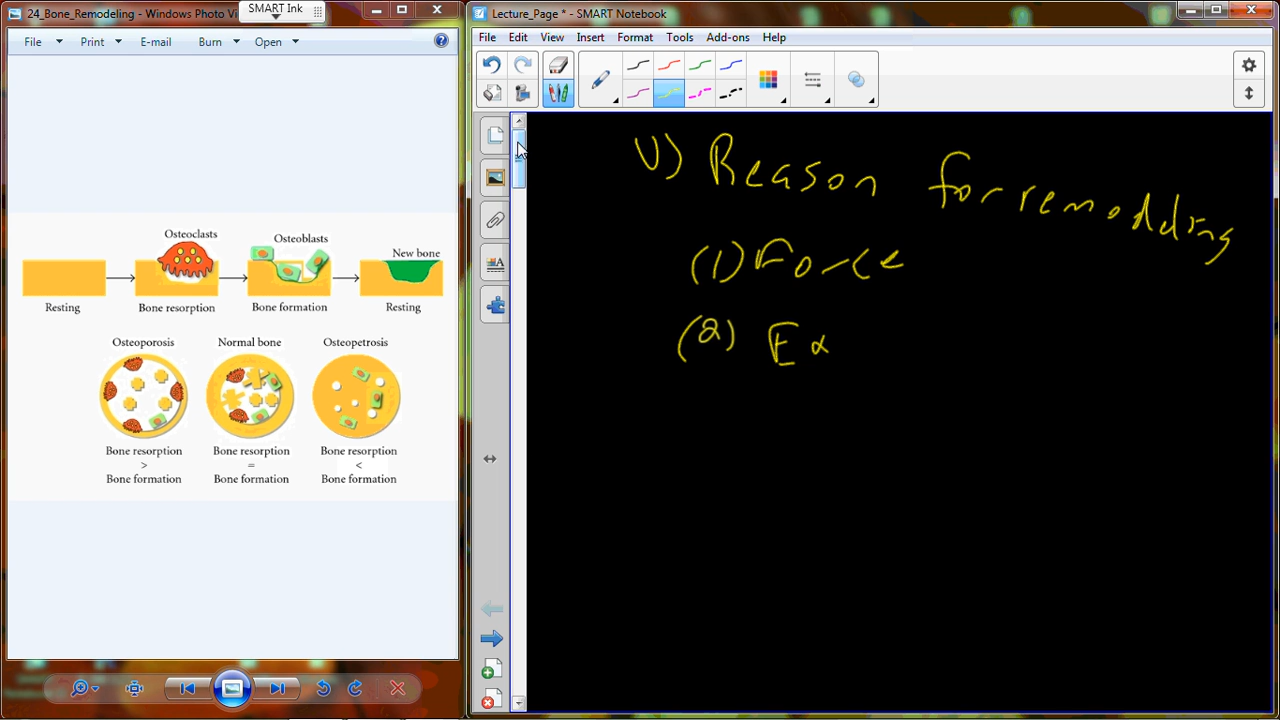 24_Bone_Remodeling - Windows Photo Vi
SMART Ink
File Print E-mail Burn Open
Osteoclasts
Osteoblasts
New bone
Resting
Bone resorption
Bone formation
Resting
Osteoporosis
Normal bone
Osteopetrosis
Bone resorption
>
Bone formation
Bone resorption
=
Bone formation
Bone resorption
<
Bone formation
Lecture_Page * - SMART Notebook
File Edit View Insert Format Tools Add-ons Help
V) Reason for remodeling
(1) Force
(2) Ex